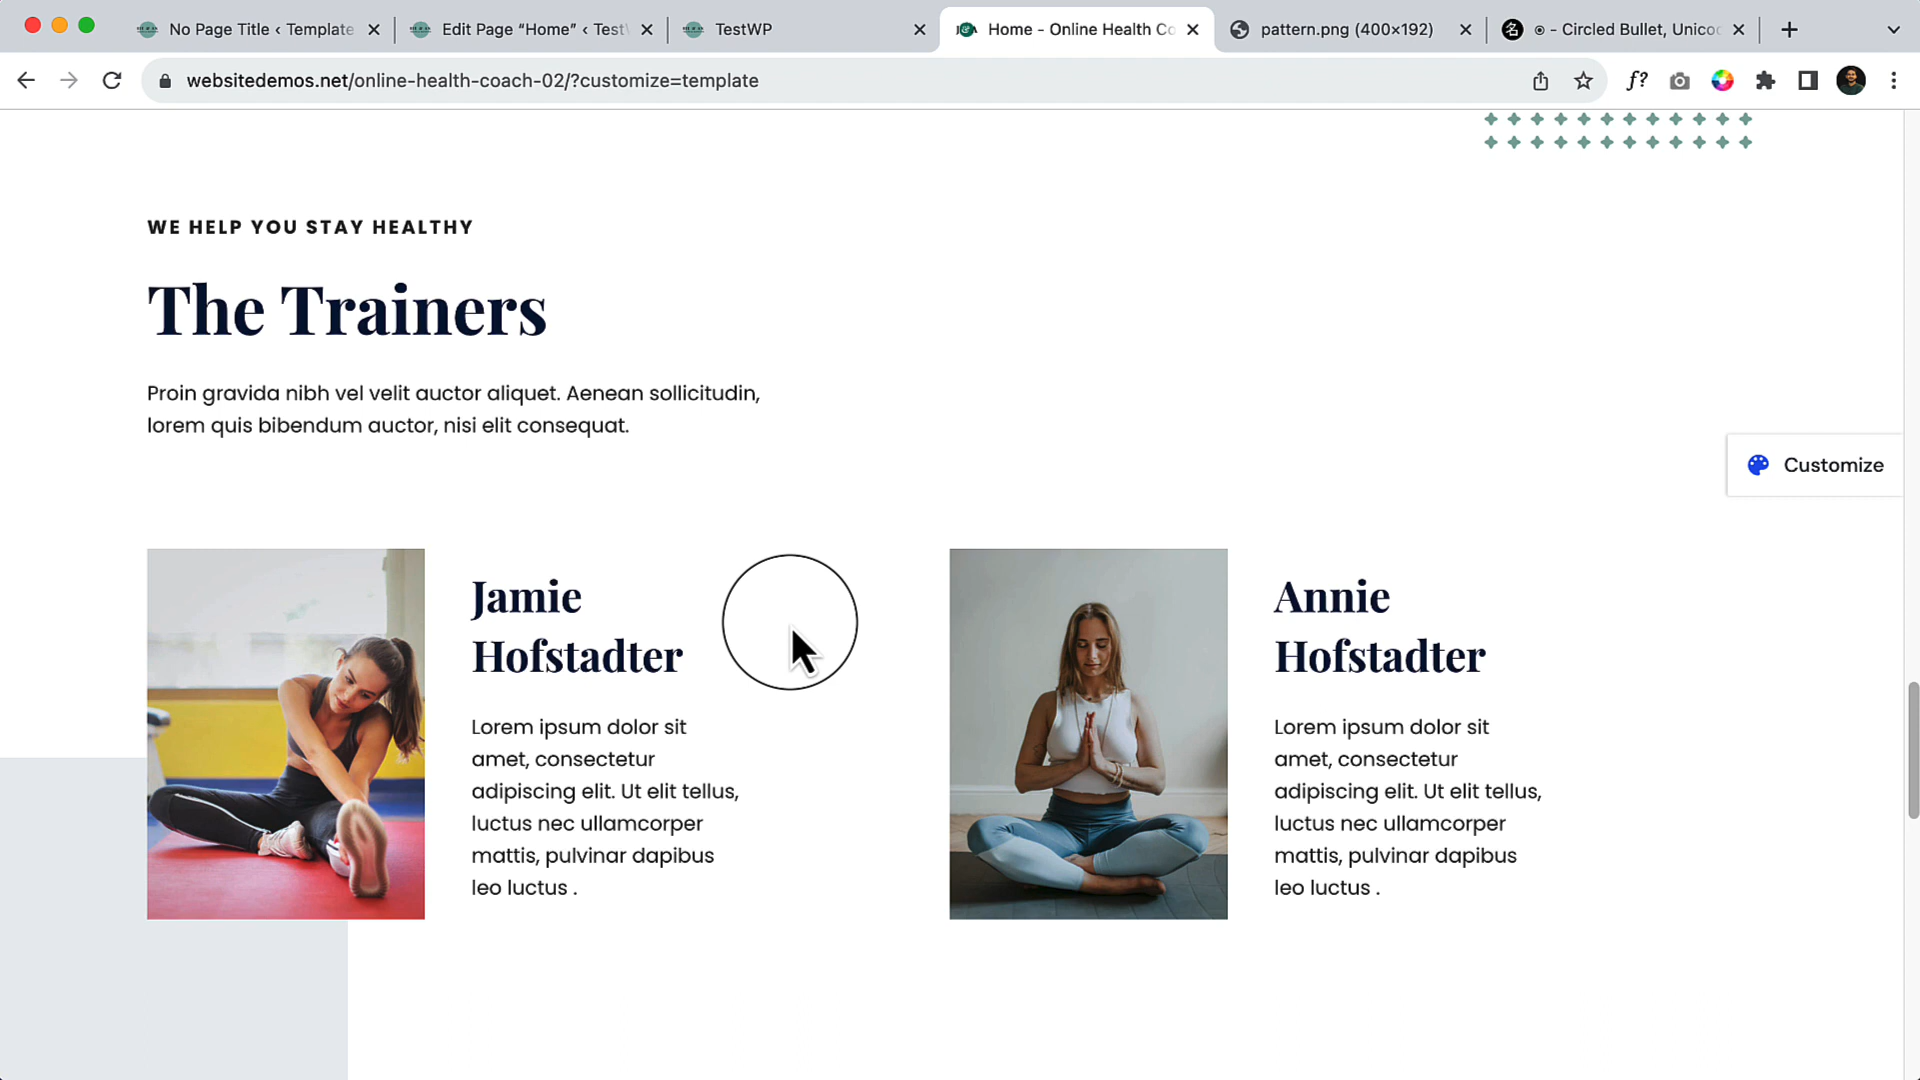 No Page Title ‹ Template
Edit Page “Home” ‹ Test
TestWP
Home - Online Health Co
pattern.png (400×192)
名
◉ - Circled Bullet, Unicod
websitedemos.net/online-health-coach-02/?customize=template
f?
WE HELP YOU STAY HEALTHY
The Trainers
Proin gravida nibh vel velit auctor aliquet. Aenean sollicitudin,
lorem quis bibendum auctor, nisi elit consequat.
Customize
Jamie
Hofstadter
Lorem ipsum dolor sit
amet, consectetur
adipiscing elit. Ut elit tellus,
luctus nec ullamcorper
mattis, pulvinar dapibus
leo luctus .
Annie
Hofstadter
Lorem ipsum dolor sit
amet, consectetur
adipiscing elit. Ut elit tellus,
luctus nec ullamcorper
mattis, pulvinar dapibus
leo luctus .